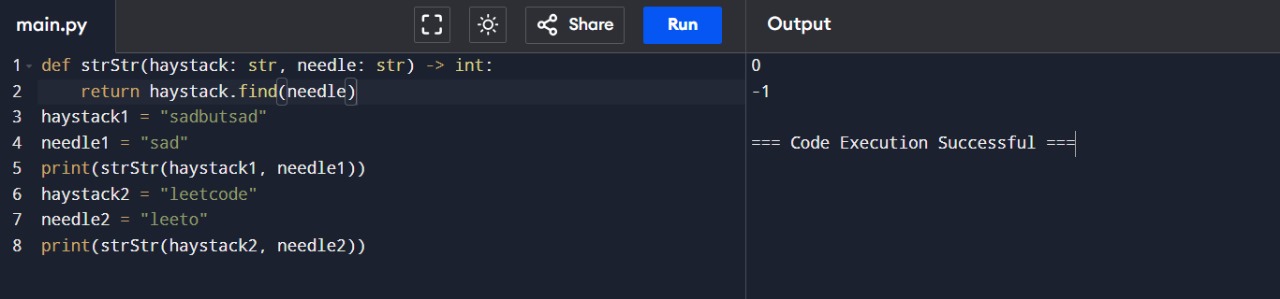 main.py
Share
Run
Output
1 def strStr(haystack: str, needle: str) -> int:
2     return haystack.find(needle)
3 haystack1 = "sadbutsad"
4 needle1 = "sad"
5 print(strStr(haystack1, needle1))
6 haystack2 = "leetcode"
7 needle2 = "leeto"
8 print(strStr(haystack2, needle2))
0
-1
=== Code Execution Successful ===